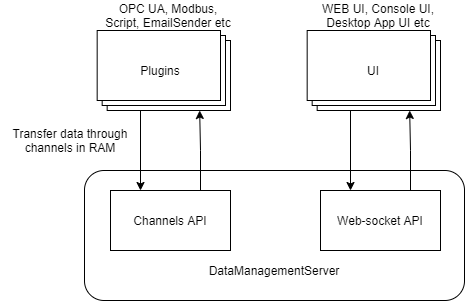 OPC UA, Modbus,
Script, EmailSender etc
WEB UI, Console UI,
Desktop App UI etc
Plugins
UI
Transfer data through
channels in RAM
Channels API
Web-socket API
DataManagementServer